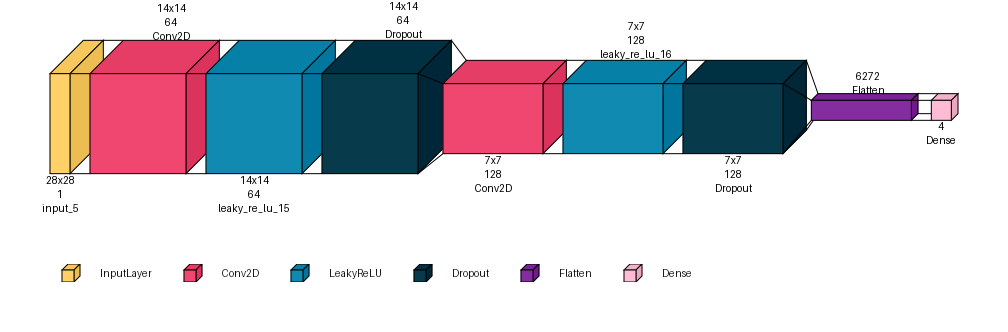 14x14
64
Conv2D
14x14
64
Dropout
7x7
128
leaky_re_lu_16
6272
Flatten
28x28
1
input_5
14x14
64
leaky_re_lu_15
7x7
128
Conv2D
7x7
128
Dropout
4
Dense
InputLayer
Conv2D
LeakyReLU
Dropout
Flatten
Dense